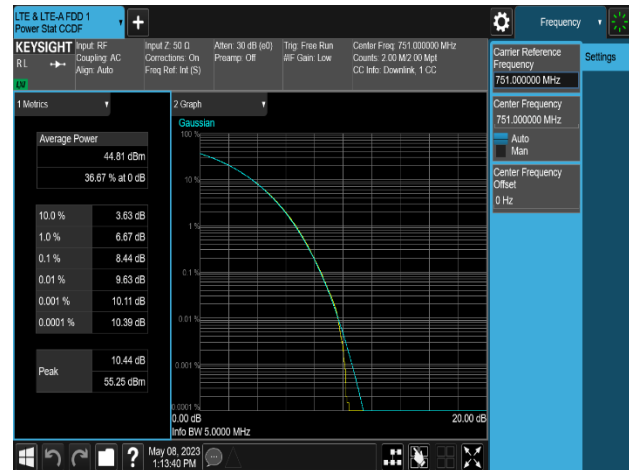 LTE & LTE-A FDD 1
Power Stat CCDF
Frequency
KEYSIGHT
RL
Input: RF
Coupling: AC
Align: Auto
Input Z: 50 Ω
Corrections: On
Freq Ref: Int (S)
Atten: 30 dB (e0)
Preamp: Off
Trig: Free Run
#IF Gain: Low
Center Freq: 751.000000 MHz
Counts: 2.00 M/2.00 Mpt
CC Info: Downlink, 1 CC
Carrier Reference
Frequency
751.000000 MHz
Settings
Center Frequency
751.000000 MHz
Auto
Man
Center Frequency
Offset
0 Hz
1 Metrics
Average Power
44.81 dBm
36.67 % at 0 dB
10.0 % 3.63 dB
1.0 % 6.67 dB
0.1 % 8.44 dB
0.01 % 9.63 dB
0.001 % 10.11 dB
0.0001 % 10.39 dB
Peak
10.44 dB
55.25 dBm
2 Graph
Gaussian
100 %
10 %
1 %
0.1 %
0.01 %
0.001 %
0.0001 %
0.00 dB
20.00 dB
Info BW 5.0000 MHz
?
May 08, 2023
1:13:40 PM